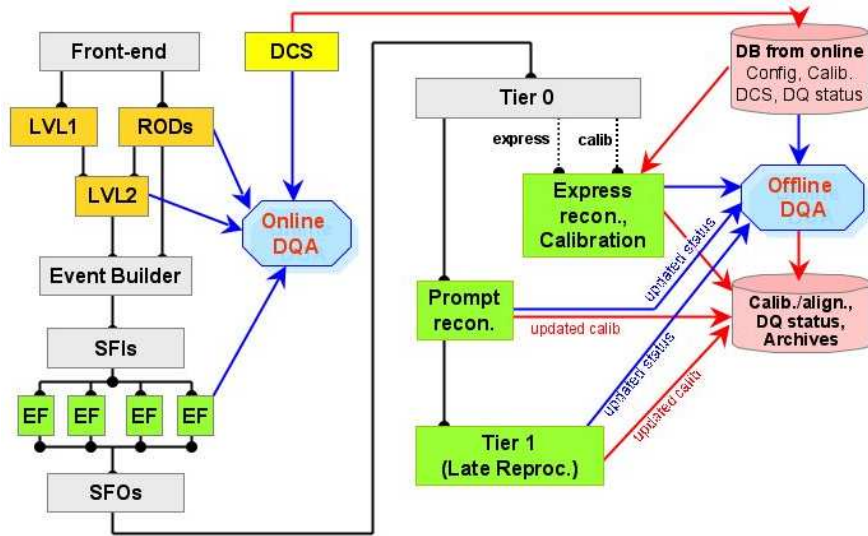 Front-end
DCS
DB from online
Config, Calib.
DCS, DQ status
Tier 0
LVL1
RODs
express
calib
LVL2
Online
DQA
Express
recon.,
Calibration
Offline
DQA
Event Builder
updated status
Prompt
recon.
updated calib
Calib./align.,
DQ status,
Archives
SFIs
updated status
updated calib
EF
EF
EF
EF
Tier 1
(Late Reproc.)
SFOs